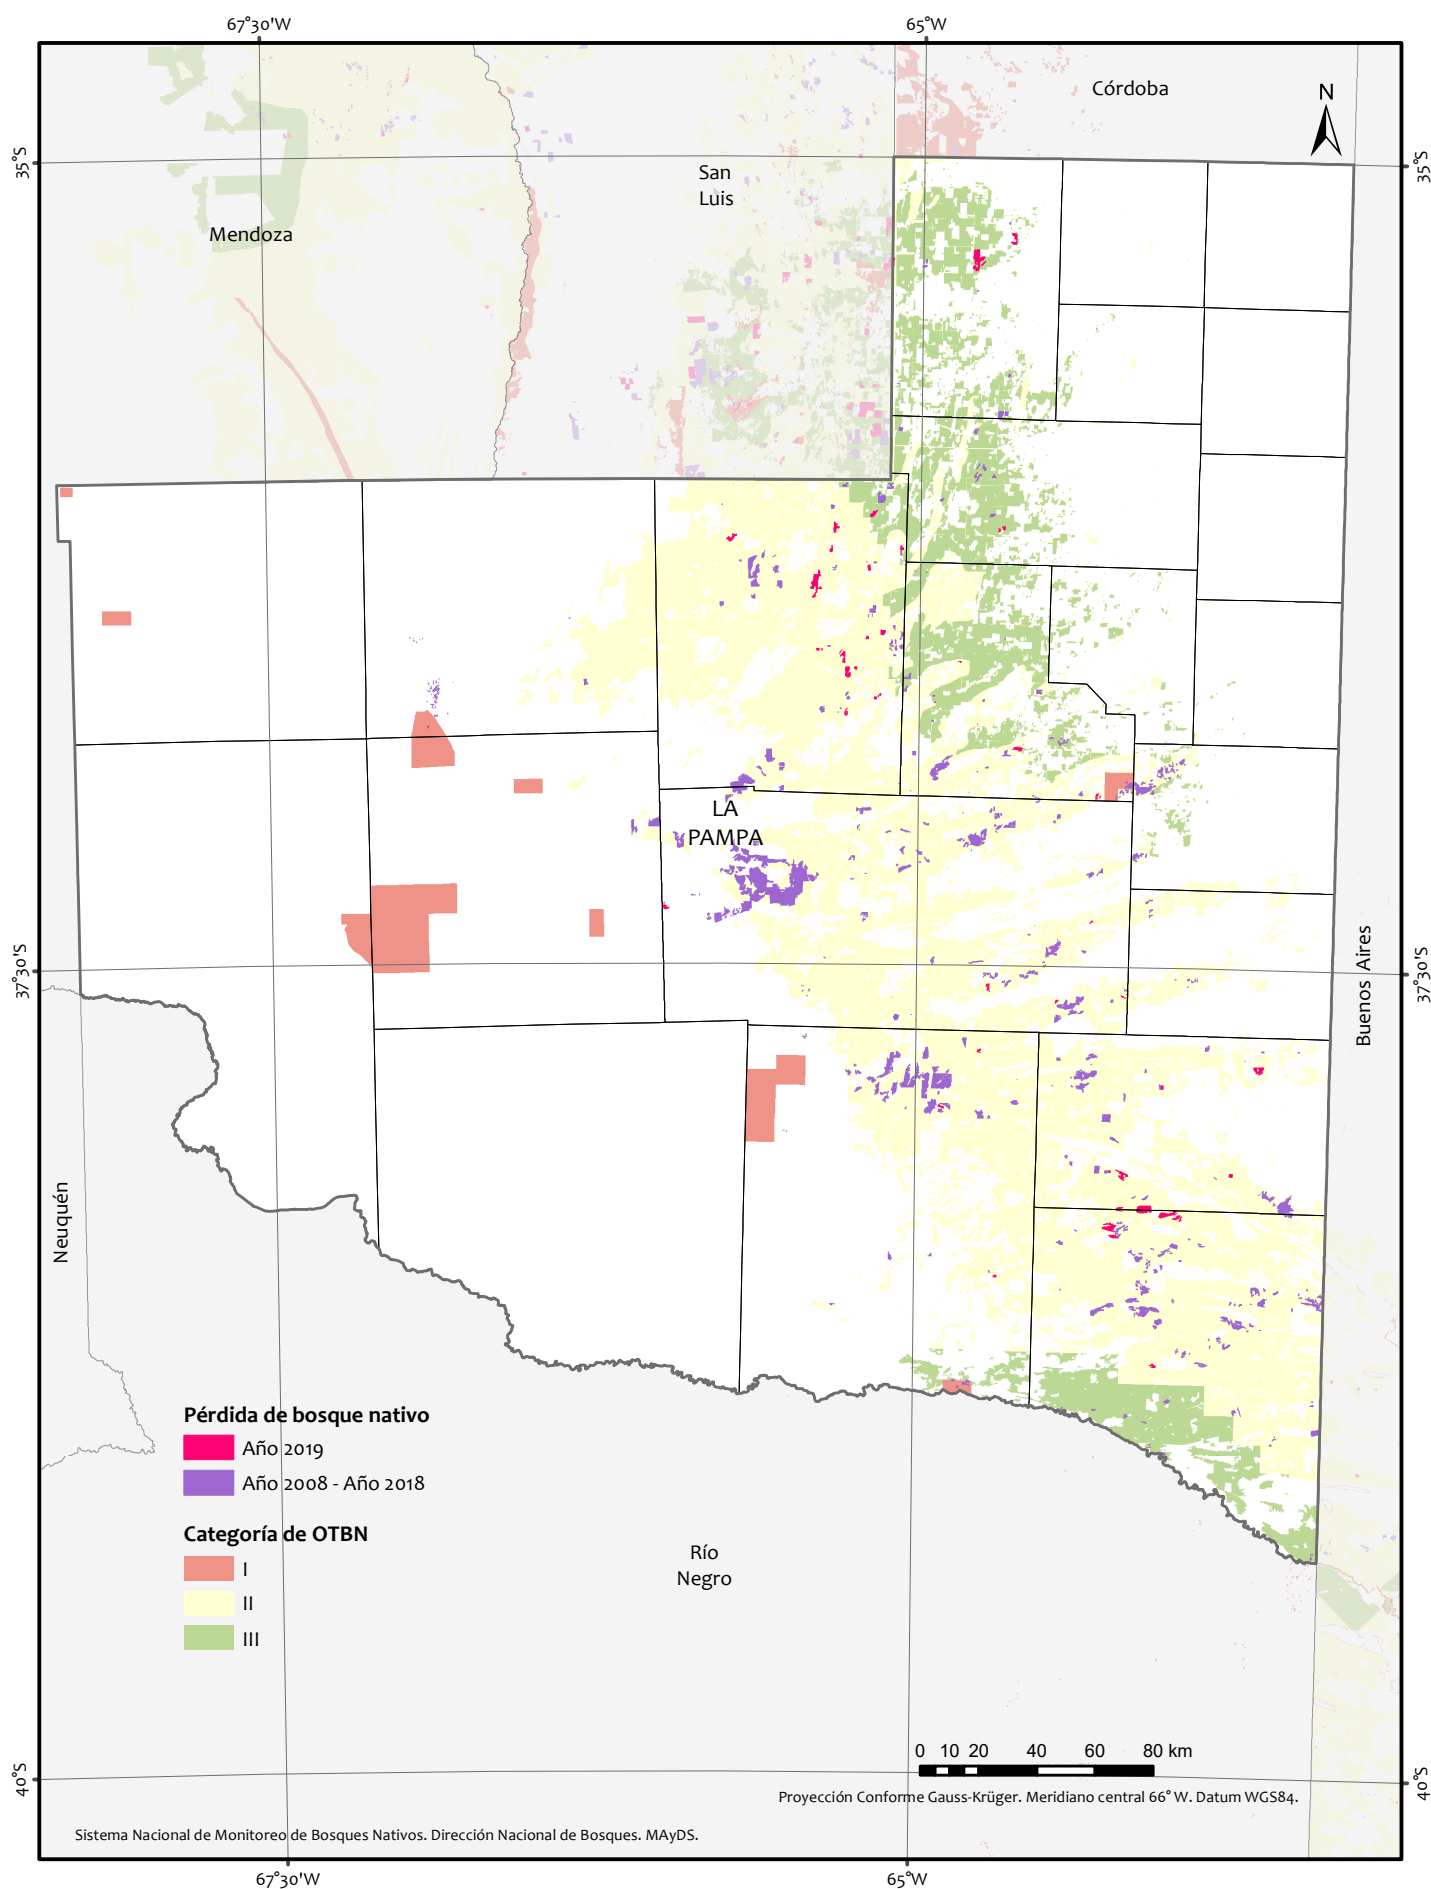 67°30'W
65°W
Córdoba
N
35°S
35°S
San
Luis
Mendoza
LA
PAMPA
37°30'S
37°30'S
Buenos Aires
Neuquén
Pérdida de bosque nativo
Año 2019
Año 2008 - Año 2018
Categoría de OTBN
I
II
III
Río
Negro
0 10 20 40 60 80 km
40°S
40°S
Proyección Conforme Gauss-Krüger. Meridiano central 66° W. Datum WGS84.
Sistema Nacional de Monitoreo de Bosques Nativos. Dirección Nacional de Bosques. MAyDS.
67°30'W
65°W